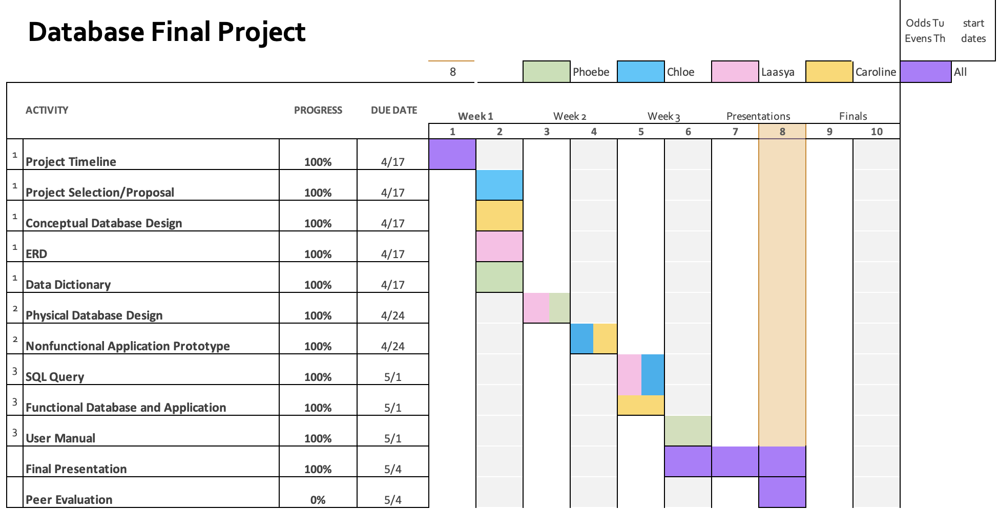 Database Final Project
Odds Tu start
Evens Th dates
8 Phoebe Chloe Laasya Caroline All
ACTIVITY PROGRESS DUE DATE
Week 1 Week 2 Week 3 Presentations Finals
1 2 3 4 5 6 7 8 9 10
1 Project Timeline 100% 4/17
1 Project Selection/Proposal 100% 4/17
1 Conceptual Database Design 100% 4/17
1 ERD 100% 4/17
1 Data Dictionary 100% 4/17
2 Physical Database Design 100% 4/24
2 Nonfunctional Application Prototype 100% 4/24
3 SQL Query 100% 5/1
3 Functional Database and Application 100% 5/1
3 User Manual 100% 5/1
Final Presentation 100% 5/4
Peer Evaluation 0% 5/4